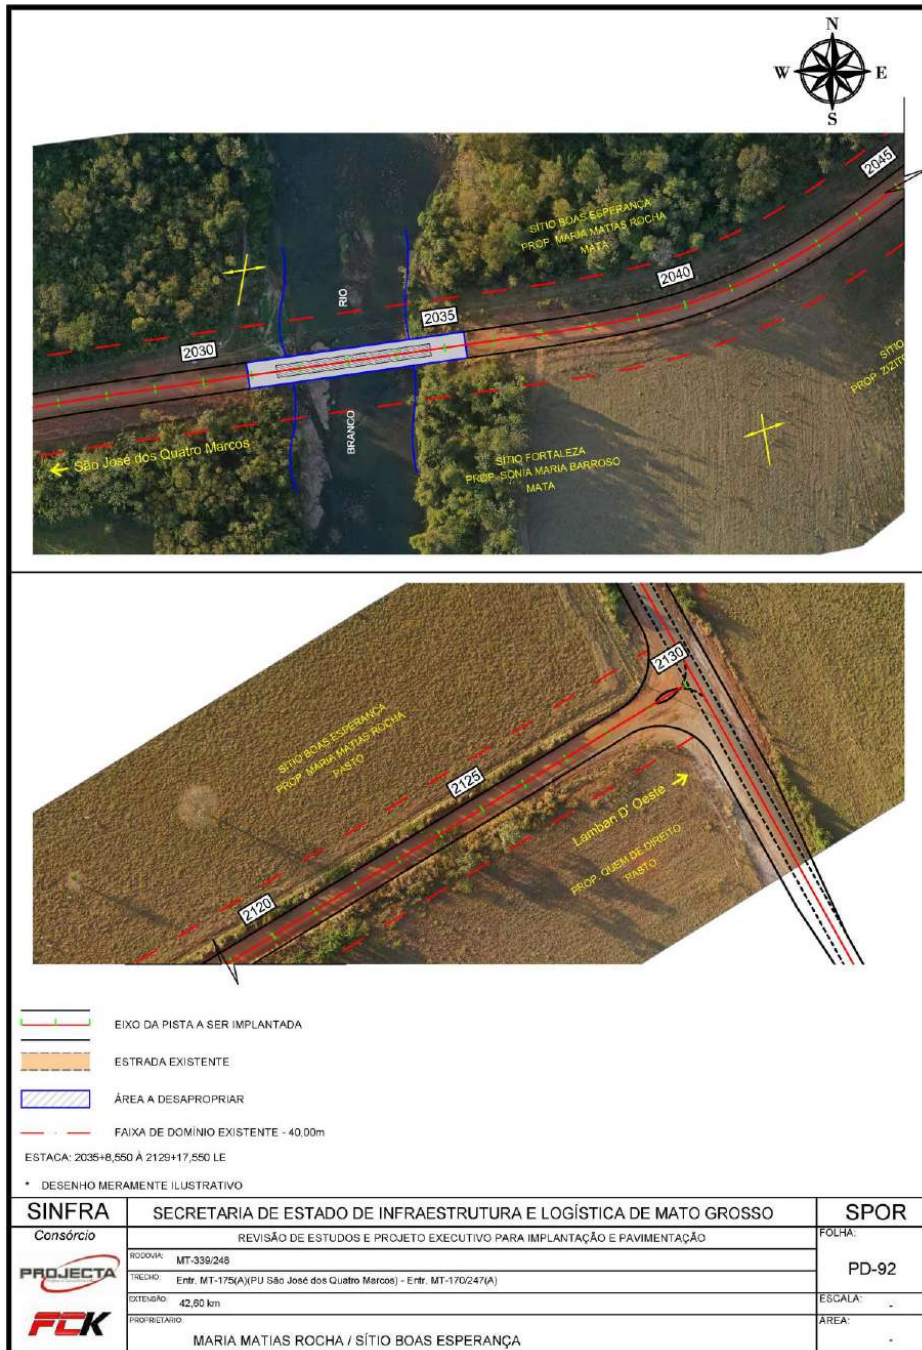 N
W E
S
2045
SÍTIO BOAS ESPERANÇA
PROP. MARIA MATIAS ROCHA
MATA
2040
RIO
2035
2030
SÍTIO
PROP. ZIZIT
BRANCO
← São José dos Quatro Marcos
SÍTIO FORTALEZA
PROP. SONIA MARIA BARROSO
MATA
2130
SÍTIO BOAS ESPERANÇA
PROP. MARIA MATIAS ROCHA
PASTO
2125
Lamban D' Oeste →
PROP. QUEM DE DIREITO
PASTO
2120
EIXO DA PISTA A SER IMPLANTADA
ESTRADA EXISTENTE
ÁREA A DESAPROPRIAR
FAIXA DE DOMÍNIO EXISTENTE - 40,00m
ESTACA: 2035+8,550 À 2129+17,550 LE
* DESENHO MERAMENTE ILUSTRATIVO
SINFRA
SECRETARIA DE ESTADO DE INFRAESTRUTURA E LOGÍSTICA DE MATO GROSSO
SPOR
Consórcio
REVISÃO DE ESTUDOS E PROJETO EXECUTIVO PARA IMPLANTAÇÃO E PAVIMENTAÇÃO
FOLHA:
PD-92
PROJECTA
RODOVIA: MT-339/248
TRECHO: Entr. MT-175(A)(PU São José dos Quatro Marcos) - Entr. MT-170/247(A)
EXTENSÃO: 42,60 km
ESCALA: -
FCK
PROPRIETÁRIO:
MARIA MATIAS ROCHA / SÍTIO BOAS ESPERANÇA
ÁREA:
-